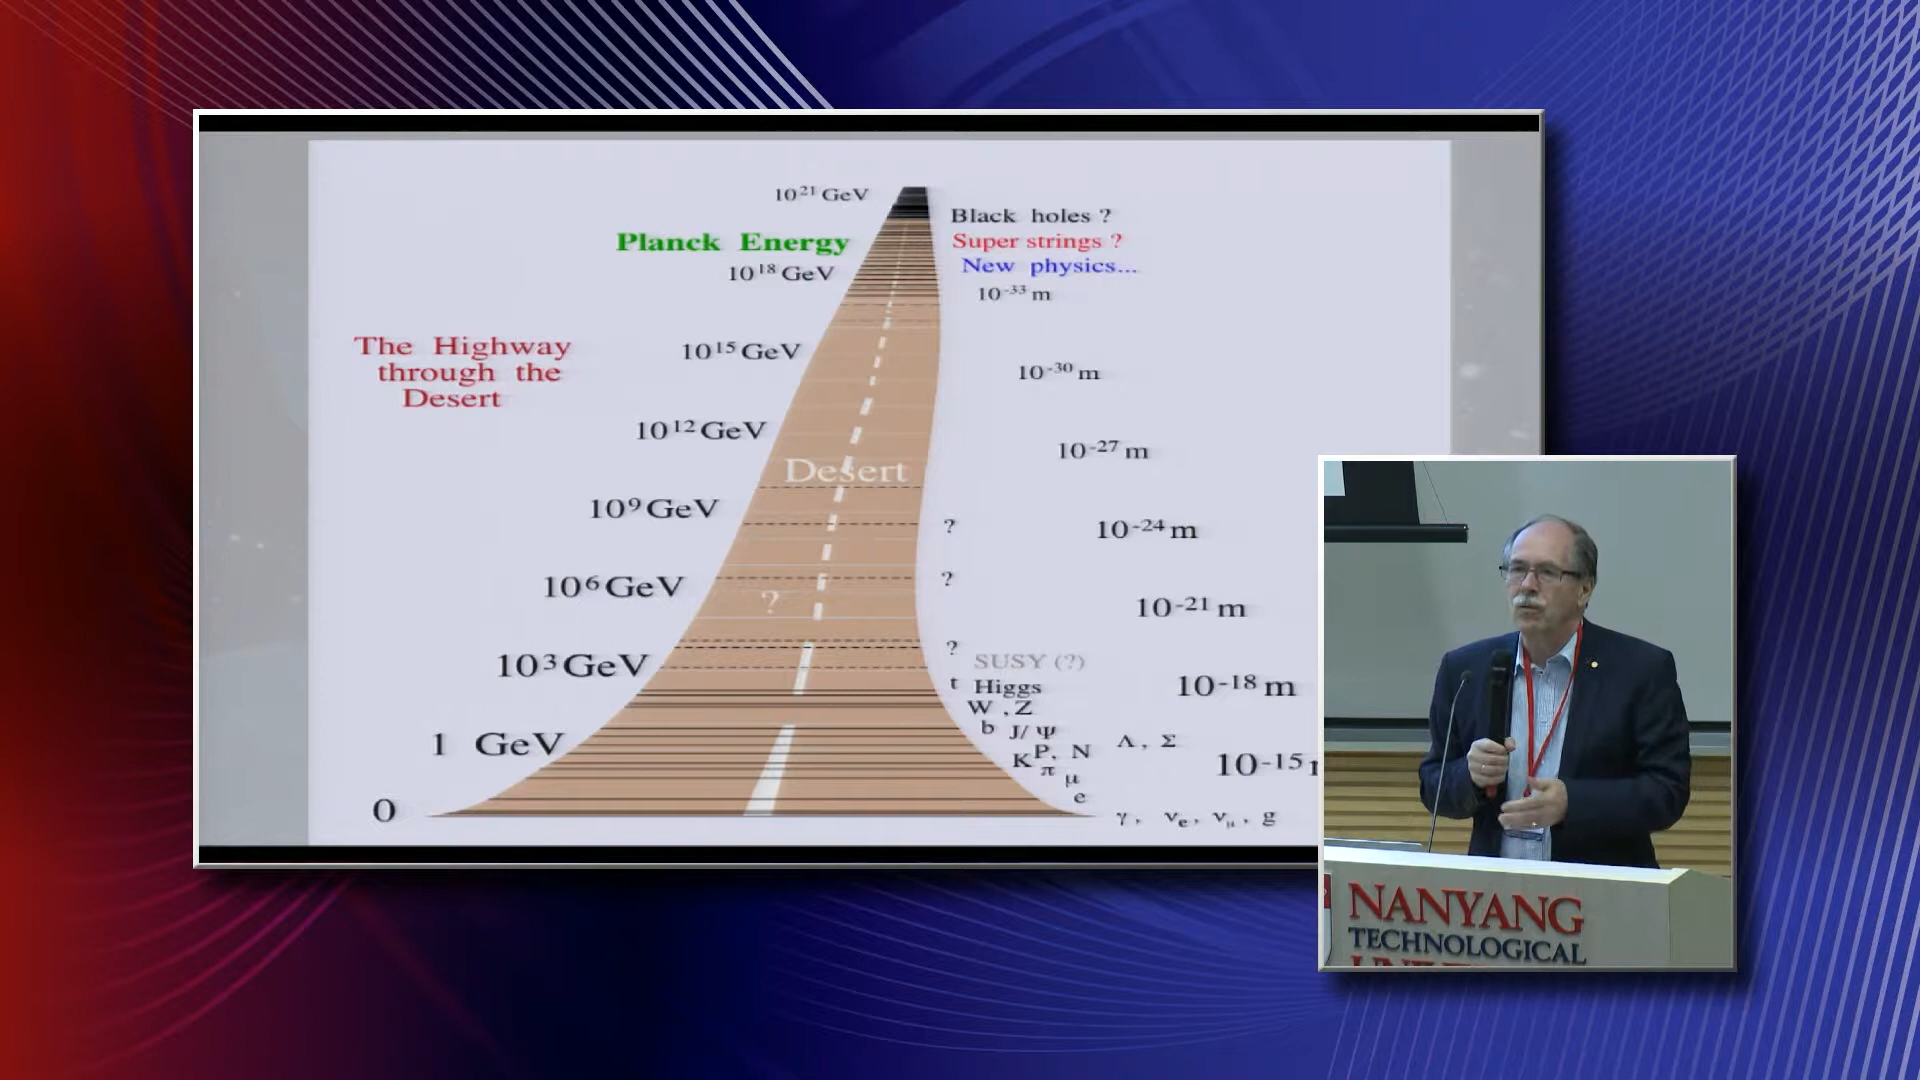 10²¹ GeV
Black holes ?
Planck Energy
Super strings ?
New physics...
10¹⁸ GeV
10⁻³³ m
The Highway
through the
Desert
10¹⁵ GeV
10⁻³⁰ m
10¹² GeV
10⁻²⁷ m
Desert
10⁹ GeV
?
10⁻²⁴ m
10⁶ GeV
?
?
10⁻²¹ m
?
SUSY (?)
10³ GeV
t Higgs
10⁻¹⁸ m
W , Z
b J/Ψ
1 GeV
K P, N
Λ , Σ
π μ
10⁻¹⁵
e
0
γ , νe , νμ , g
NANYANG
TECHNOLOGICAL